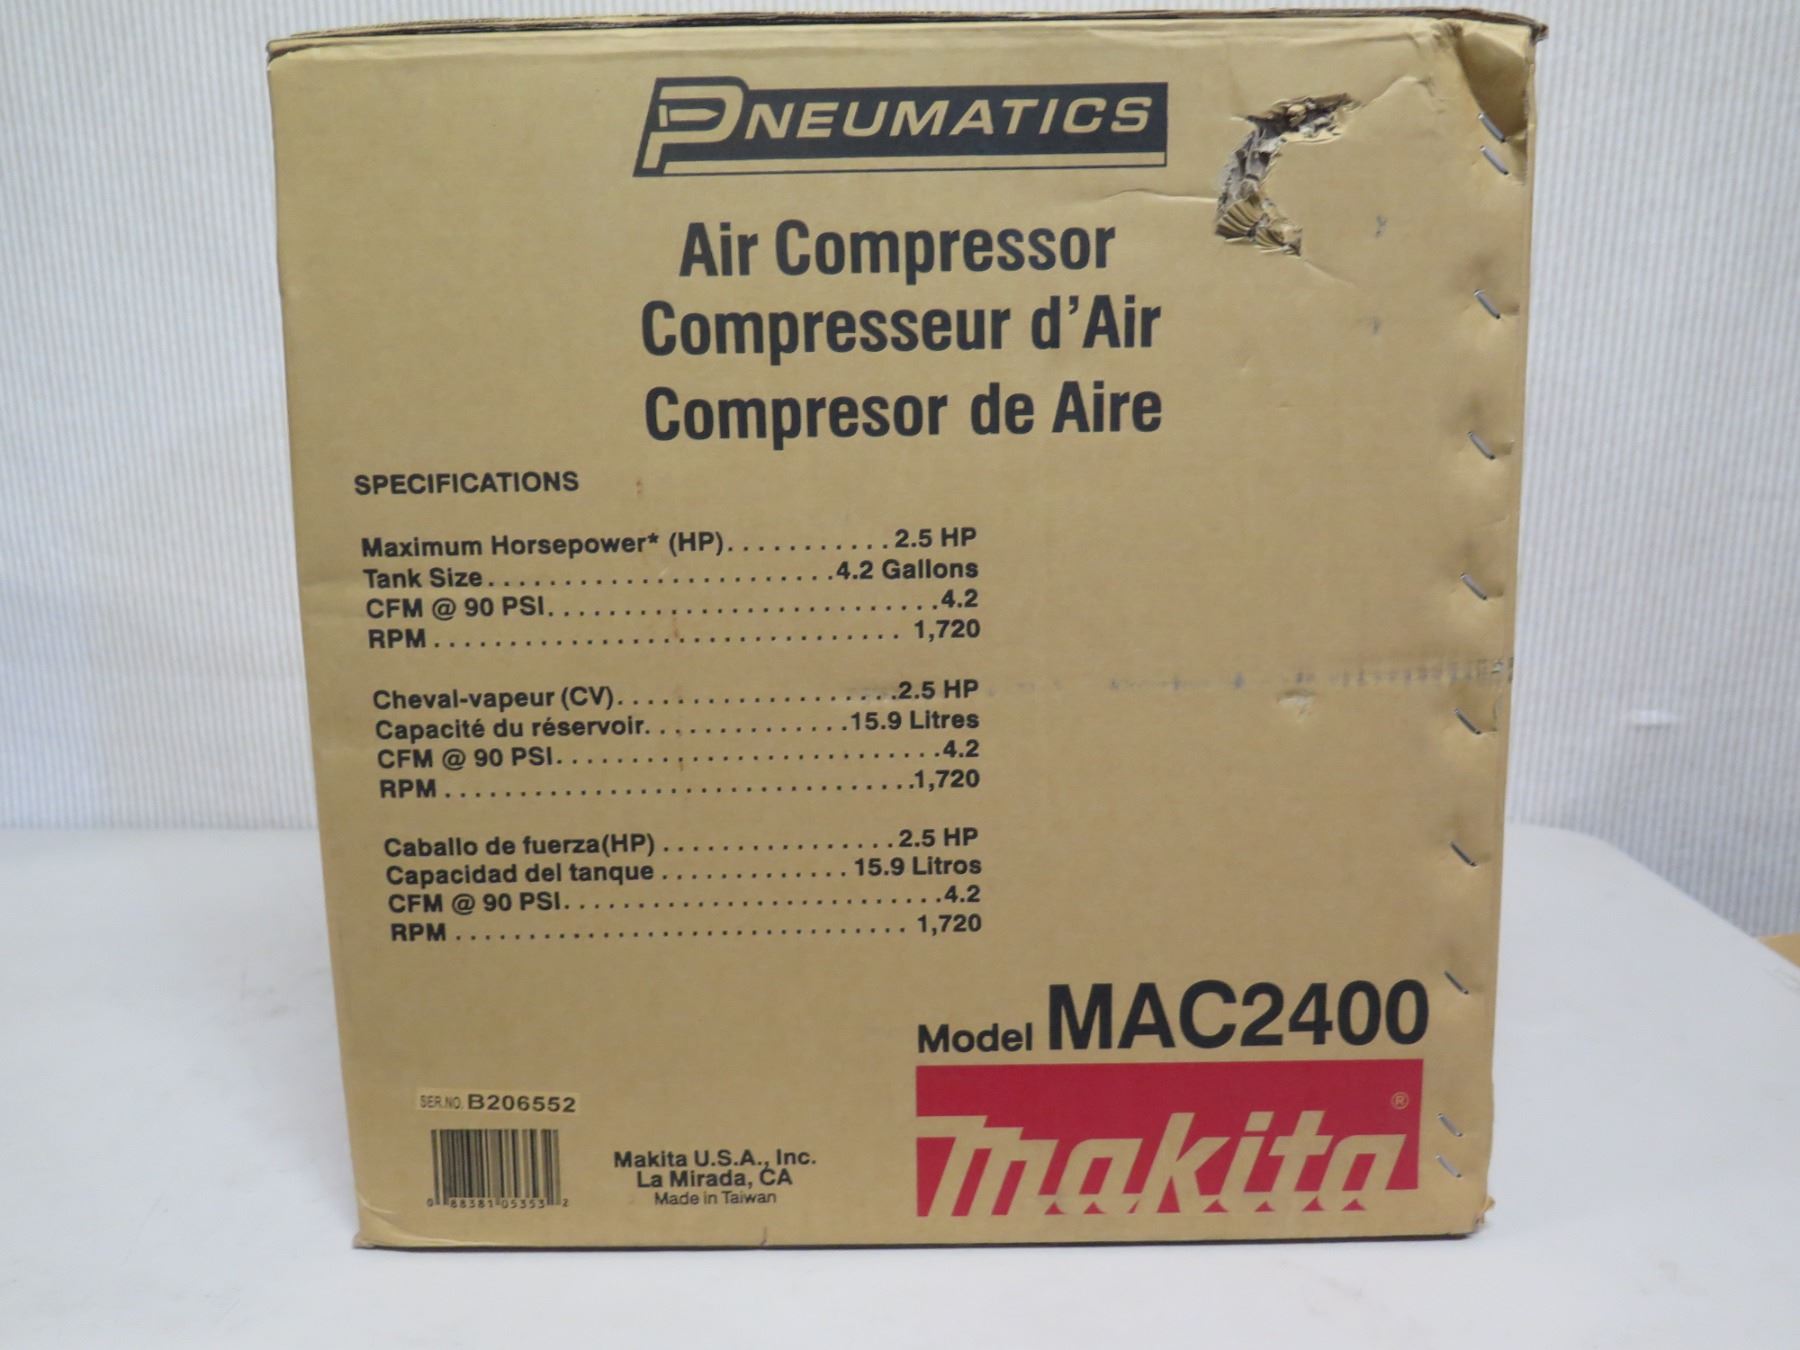 PNEUMATICS
Air Compressor
Compresseur d'Air
Compresor de Aire
SPECIFICATIONS
Maximum Horsepower* (HP)...........2.5 HP
Tank Size.......................4.2 Gallons
CFM @ 90 PSI..........................4.2
RPM............................... 1,720
Cheval-vapeur (CV)...................2.5 HP
Capacité du réservoir..............15.9 Litres
CFM @ 90 PSI..........................4.2
RPM................................1,720
Caballo de fuerza(HP)................2.5 HP
Capacidad del tanque.............15.9 Litros
CFM @ 90 PSI..........................4.2
RPM............................... 1,720
Model MAC2400
makita®
SER.NO. B206552
0 88381 05353 2
Makita U.S.A., Inc.
La Mirada, CA
Made in Taiwan